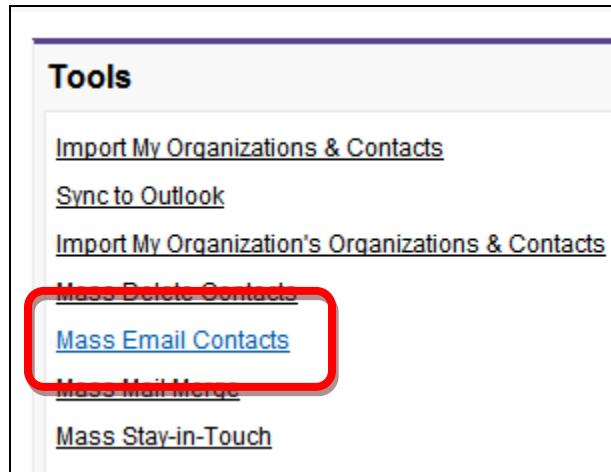 Tools
Import My Organizations & Contacts
Sync to Outlook
Import My Organization's Organizations & Contacts
Mass Delete Contacts
Mass Email Contacts
Mass Mail Merge
Mass Stay-in-Touch